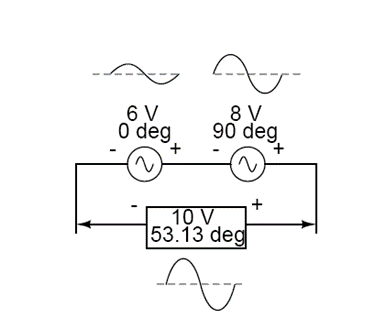 6 V 8 V
0 deg 90 deg
- + - +
- +
10 V
53.13 deg